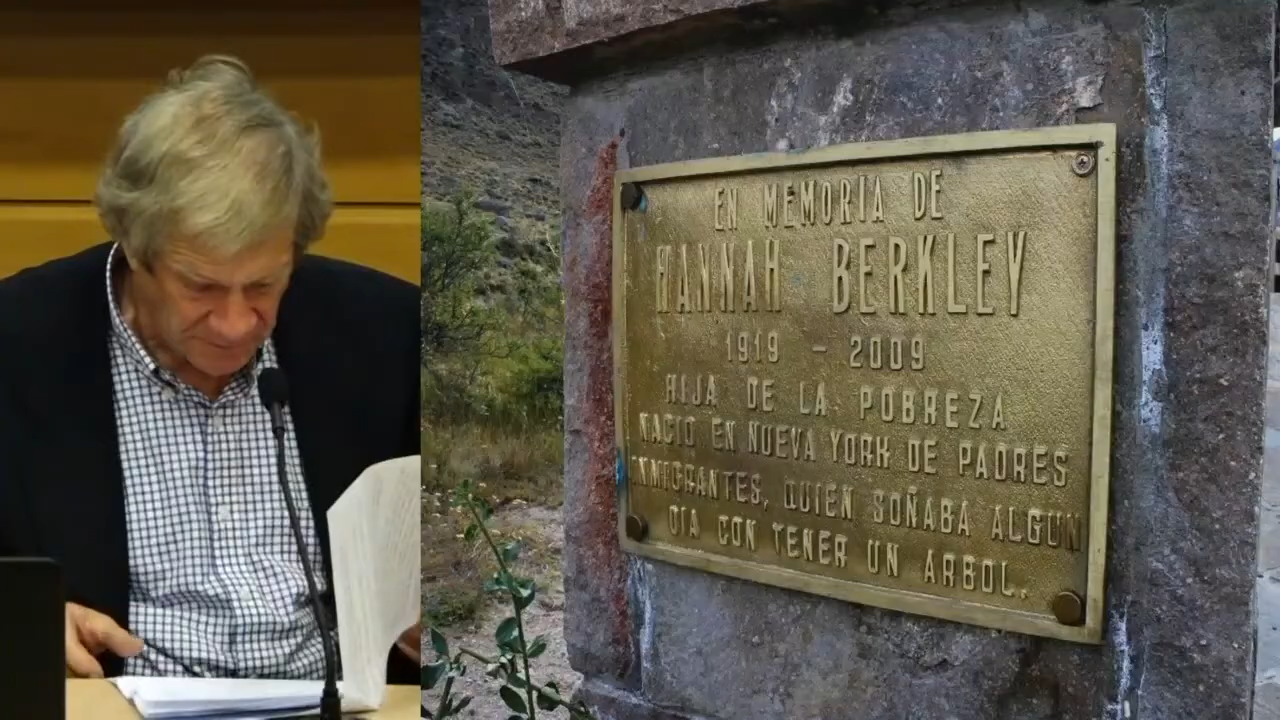 EN MEMORIA DE
HANNAH BERKLEY
1919 - 2009
HIJA DE LA POBREZA
NACIO EN NUEVA YORK DE PADRES
INMIGRANTES, QUIEN SOÑABA ALGUN
DIA CON TENER UN ARBOL.